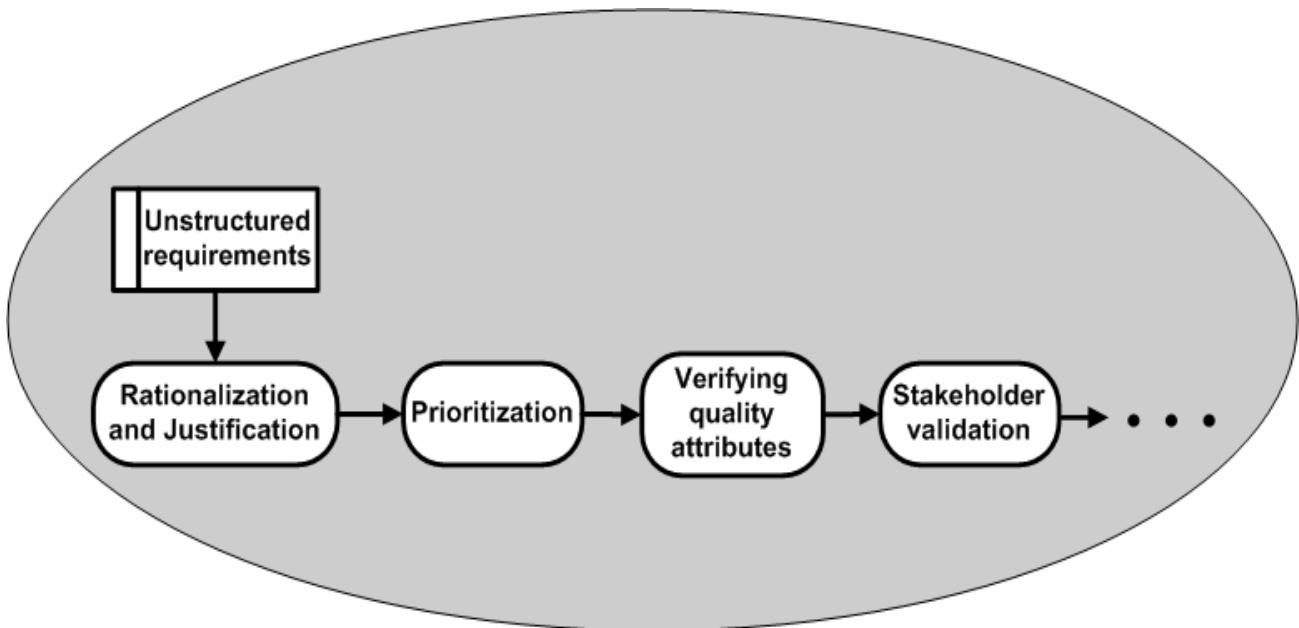 Unstructured
requirements
Rationalization
and Justification
Prioritization
Verifying
quality
attributes
Stakeholder
validation
• • •